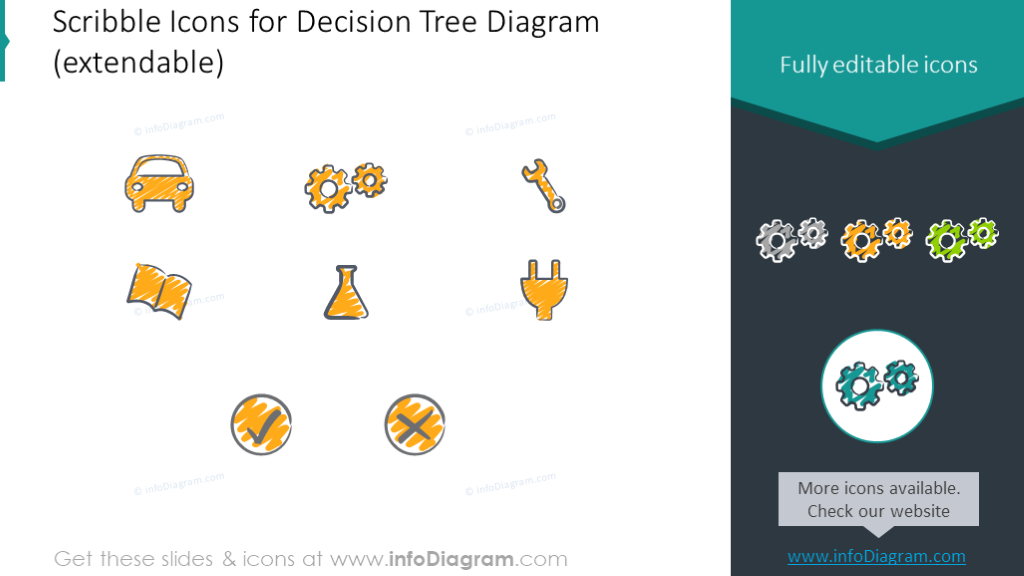 Scribble Icons for Decision Tree Diagram
(extendable)
Fully editable icons
© infoDiagram.com
© infoDiagram.com
© infoDiagram.com
© infoDiagram.com
© infoDiagram.com
© infoDiagram.com
More icons available.
Check our website
Get these slides & icons at www.infoDiagram.com
www.infoDiagram.com